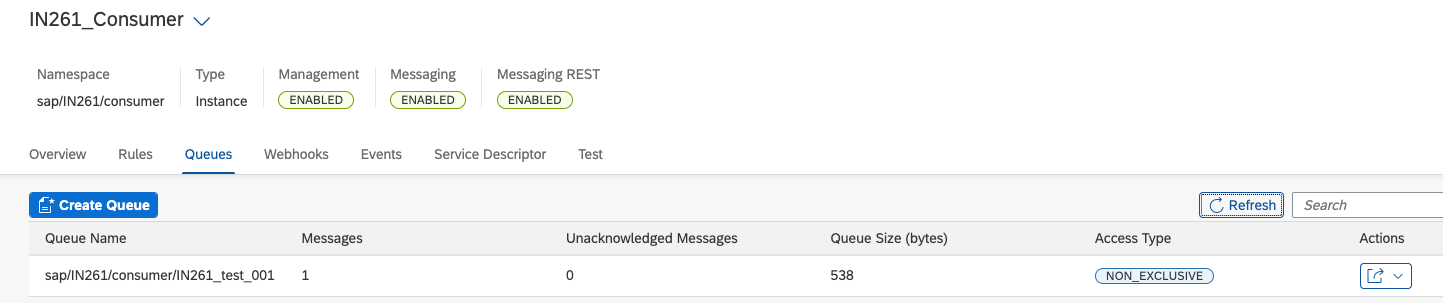 IN261_Consumer
Namespace Type Management Messaging Messaging REST
sap/IN261/consumer Instance ENABLED ENABLED ENABLED
Overview Rules Queues Webhooks Events Service Descriptor Test
Create Queue Refresh Search
Queue Name Messages Unacknowledged Messages Queue Size (bytes) Access Type Actions
sap/IN261/consumer/IN261_test_001 1 0 538 NON_EXCLUSIVE